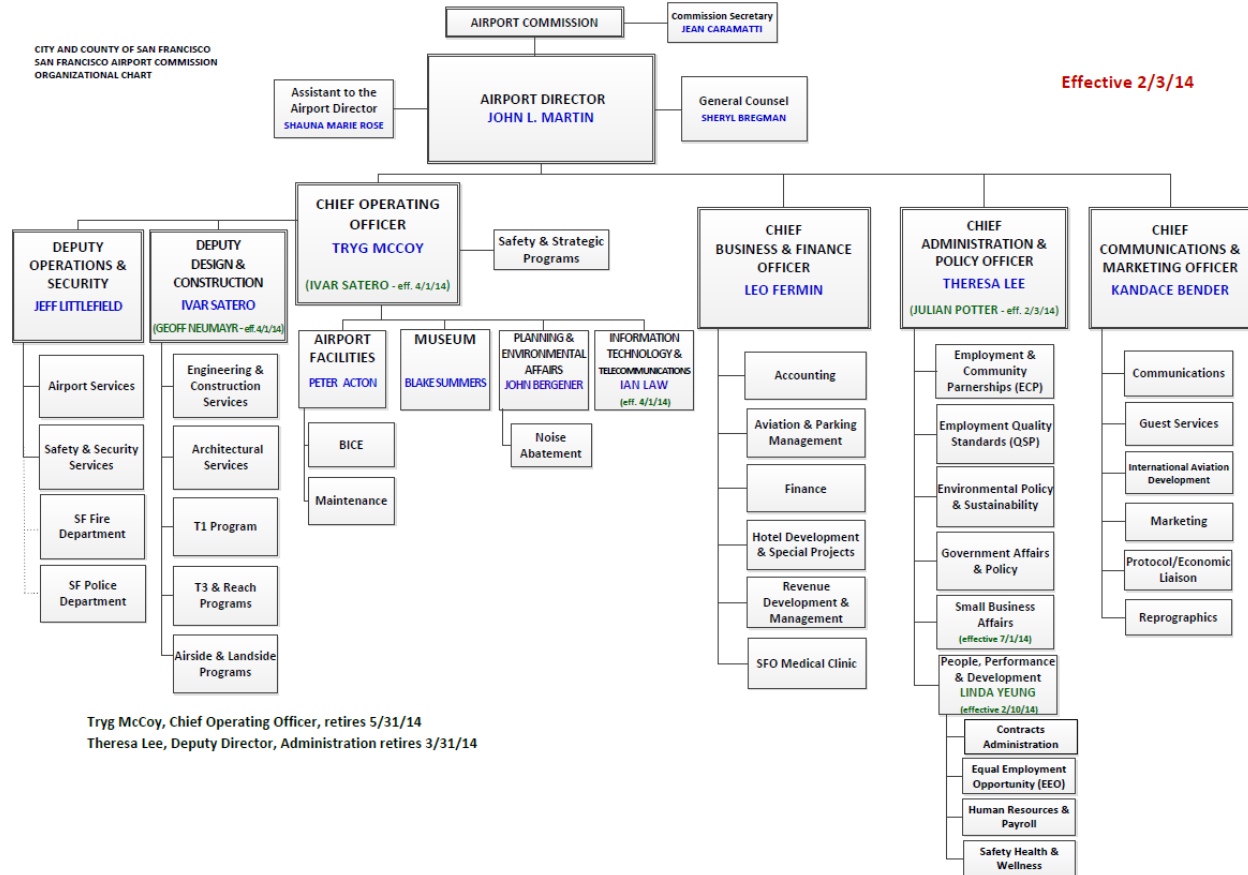 AIRPORT COMMISSION
Commission Secretary
JEAN CARAMATTI
CITY AND COUNTY OF SAN FRANCISCO
SAN FRANCISCO AIRPORT COMMISSION
ORGANIZATIONAL CHART
Effective 2/3/14
Assistant to the
Airport Director
SHAUNA MARIE ROSE
AIRPORT DIRECTOR
JOHN L. MARTIN
General Counsel
SHERYL BREGMAN
CHIEF OPERATING
OFFICER
TRYG MCCOY
(IVAR SATERO - eff. 4/1/14)
Safety & Strategic
Programs
DEPUTY
OPERATIONS &
SECURITY
JEFF LITTLEFIELD
DEPUTY
DESIGN &
CONSTRUCTION
IVAR SATERO
(GEOFF NEUMAYR - eff.4/1/14)
CHIEF
BUSINESS & FINANCE
OFFICER
LEO FERMIN
CHIEF
ADMINISTRATION &
POLICY OFFICER
THERESA LEE
(JULIAN POTTER - eff. 2/3/14)
CHIEF
COMMUNICATIONS &
MARKETING OFFICER
KANDACE BENDER
AIRPORT
FACILITIES
PETER ACTON
MUSEUM
BLAKE SUMMERS
PLANNING &
ENVIRONMENTAL
AFFAIRS
JOHN BERGENER
INFORMATION
TECHNOLOGY &
TELECOMMUNICATIONS
IAN LAW
(eff. 4/1/14)
Airport Services
Safety & Security
Services
SF Fire
Department
SF Police
Department
Engineering &
Construction
Services
Architectural
Services
T1 Program
T3 & Reach
Programs
Airside & Landside
Programs
BICE
Maintenance
Noise
Abatement
Accounting
Aviation & Parking
Management
Finance
Hotel Development
& Special Projects
Revenue
Development &
Management
SFO Medical Clinic
Employment &
Community
Parnerships (ECP)
Employment Quality
Standards (QSP)
Environmental Policy
& Sustainability
Government Affairs
& Policy
Small Business
Affairs
(effective 7/1/14)
People, Performance
& Development
LINDA YEUNG
(effective 2/10/14)
Contracts
Administration
Equal Employment
Opportunity (EEO)
Human Resources &
Payroll
Safety Health &
Wellness
Communications
Guest Services
International Aviation
Development
Marketing
Protocol/Economic
Liaison
Reprographics
Tryg McCoy, Chief Operating Officer, retires 5/31/14
Theresa Lee, Deputy Director, Administration retires 3/31/14